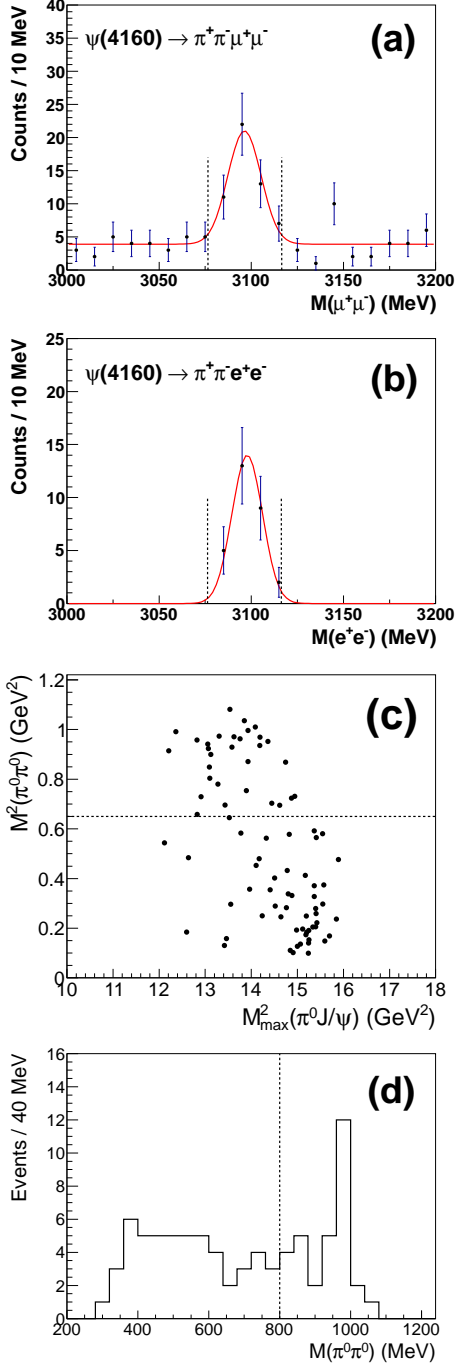 Counts / 10 MeV
ψ(4160) → π⁺π⁻μ⁺μ⁻
(a)
40
35
30
25
20
15
10
5
0
3000 3050 3100 3150 3200
M(μ⁺μ⁻) (MeV)
Counts / 10 MeV
ψ(4160) → π⁺π⁻e⁺e⁻
(b)
25
20
15
10
5
0
3000 3050 3100 3150 3200
M(e⁺e⁻) (MeV)
M²(π⁰π⁰) (GeV²)
(c)
1.2
1
0.8
0.6
0.4
0.2
0
10 11 12 13 14 15 16 17 18
M²max(π⁰J/ψ) (GeV²)
Events / 40 MeV
(d)
16
14
12
10
8
6
4
2
0
200 400 600 800 1000 1200
M(π⁰π⁰) (MeV)